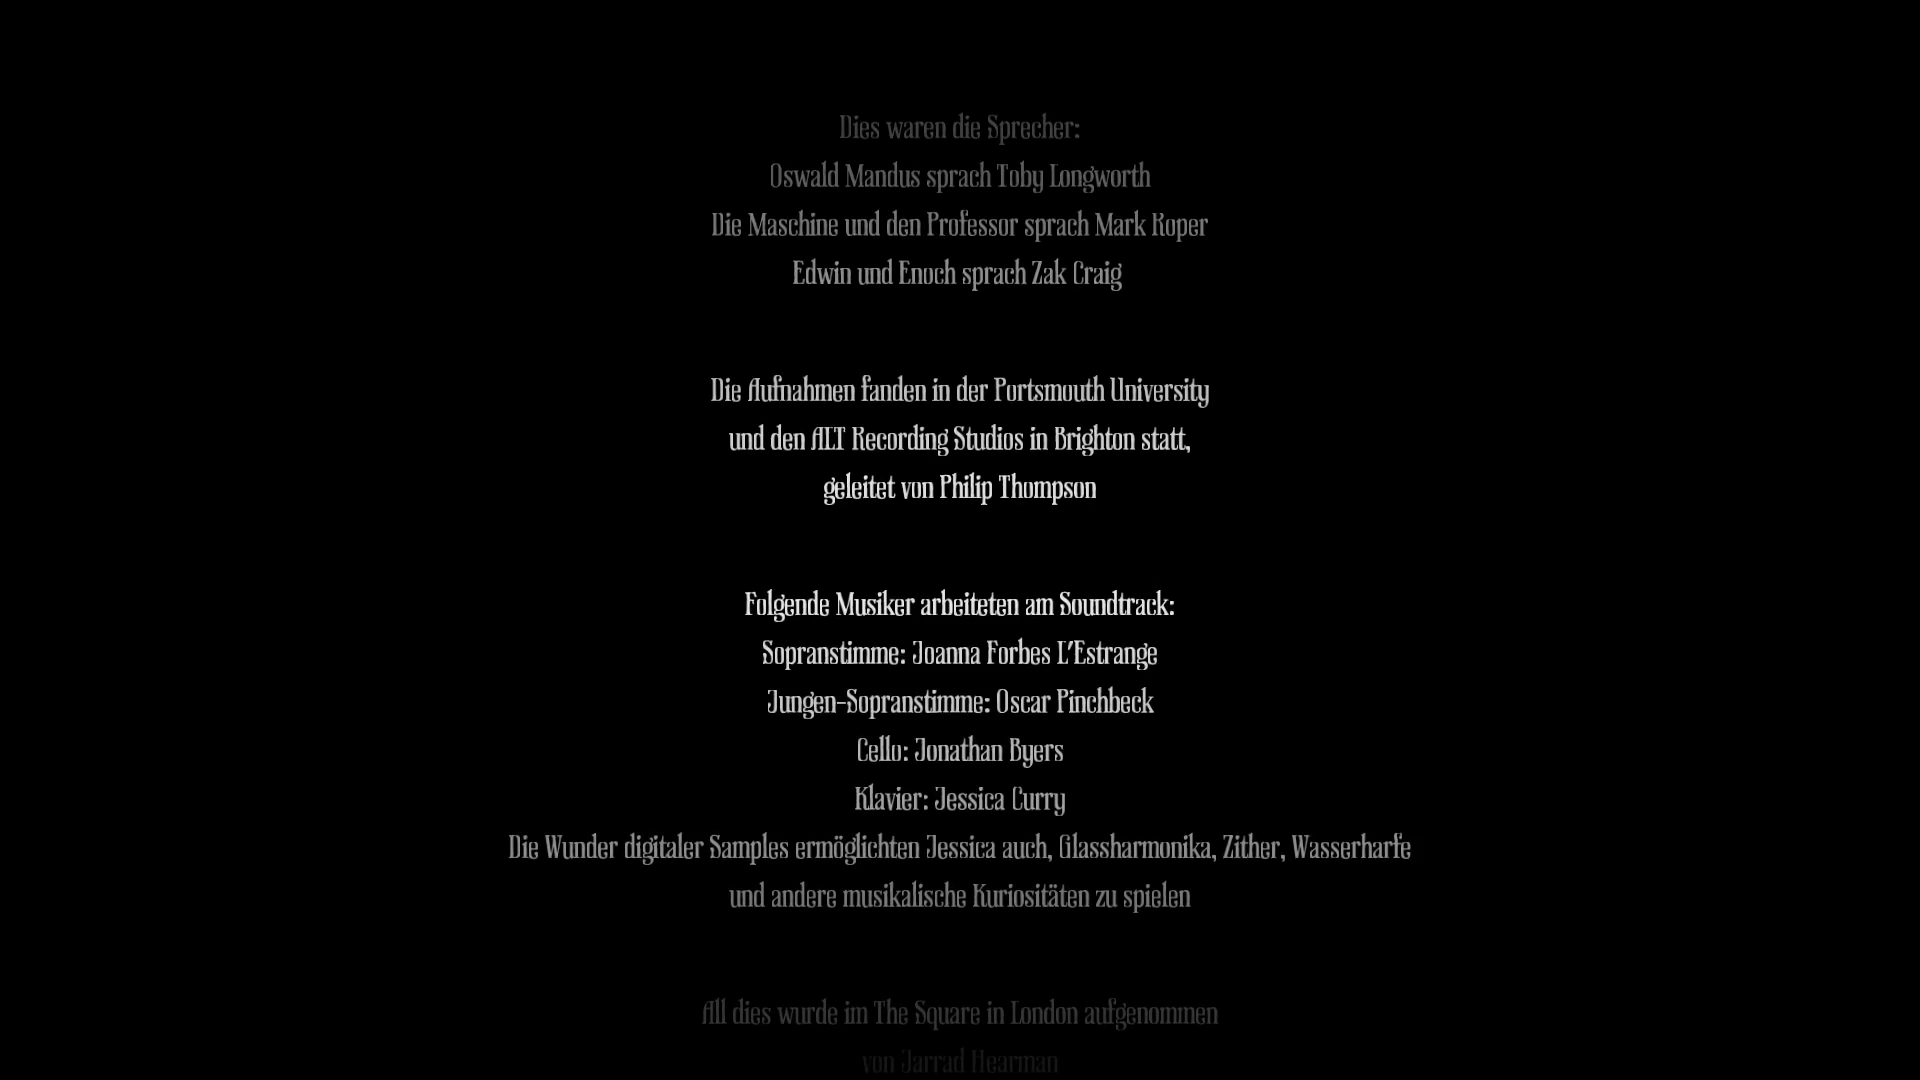 Dies waren die Sprecher:
Oswald Mandus sprach Toby Longworth
Die Maschine und den Professor sprach Mark Roper
Edwin und Enoch sprach Zak Craig
Die Aufnahmen fanden in der Portsmouth University
und den ALT Recording Studios in Brighton statt,
geleitet von Philip Thompson
Folgende Musiker arbeiteten am Soundtrack:
Sopranstimme: Joanna Forbes L'Estrange
Jungen-Sopranstimme: Oscar Pinchbeck
Cello: Jonathan Byers
Klavier: Jessica Curry
Die Wunder digitaler Samples ermöglichten Jessica auch, Glassharmonika, Zither, Wasserharfe
und andere musikalische Kuriositäten zu spielen
All dies wurde im The Square in London aufgenommen
von Jarrad Hearman